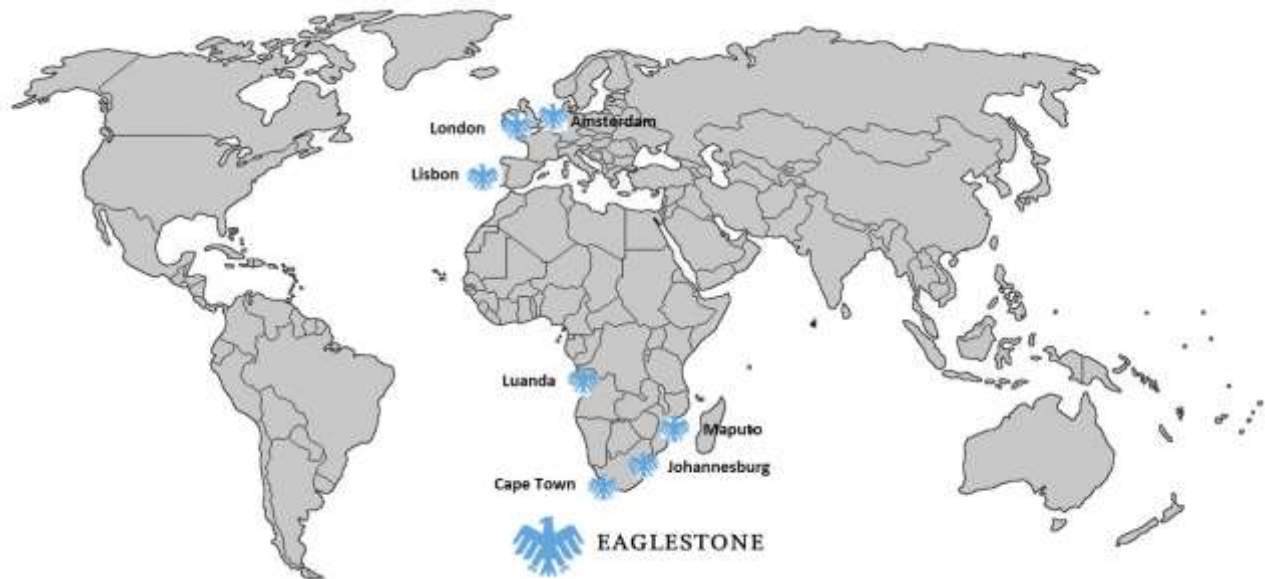 London
Amsterdam
Lisbon
Luanda
Maputo
Johannesburg
Cape Town
EAGLESTONE